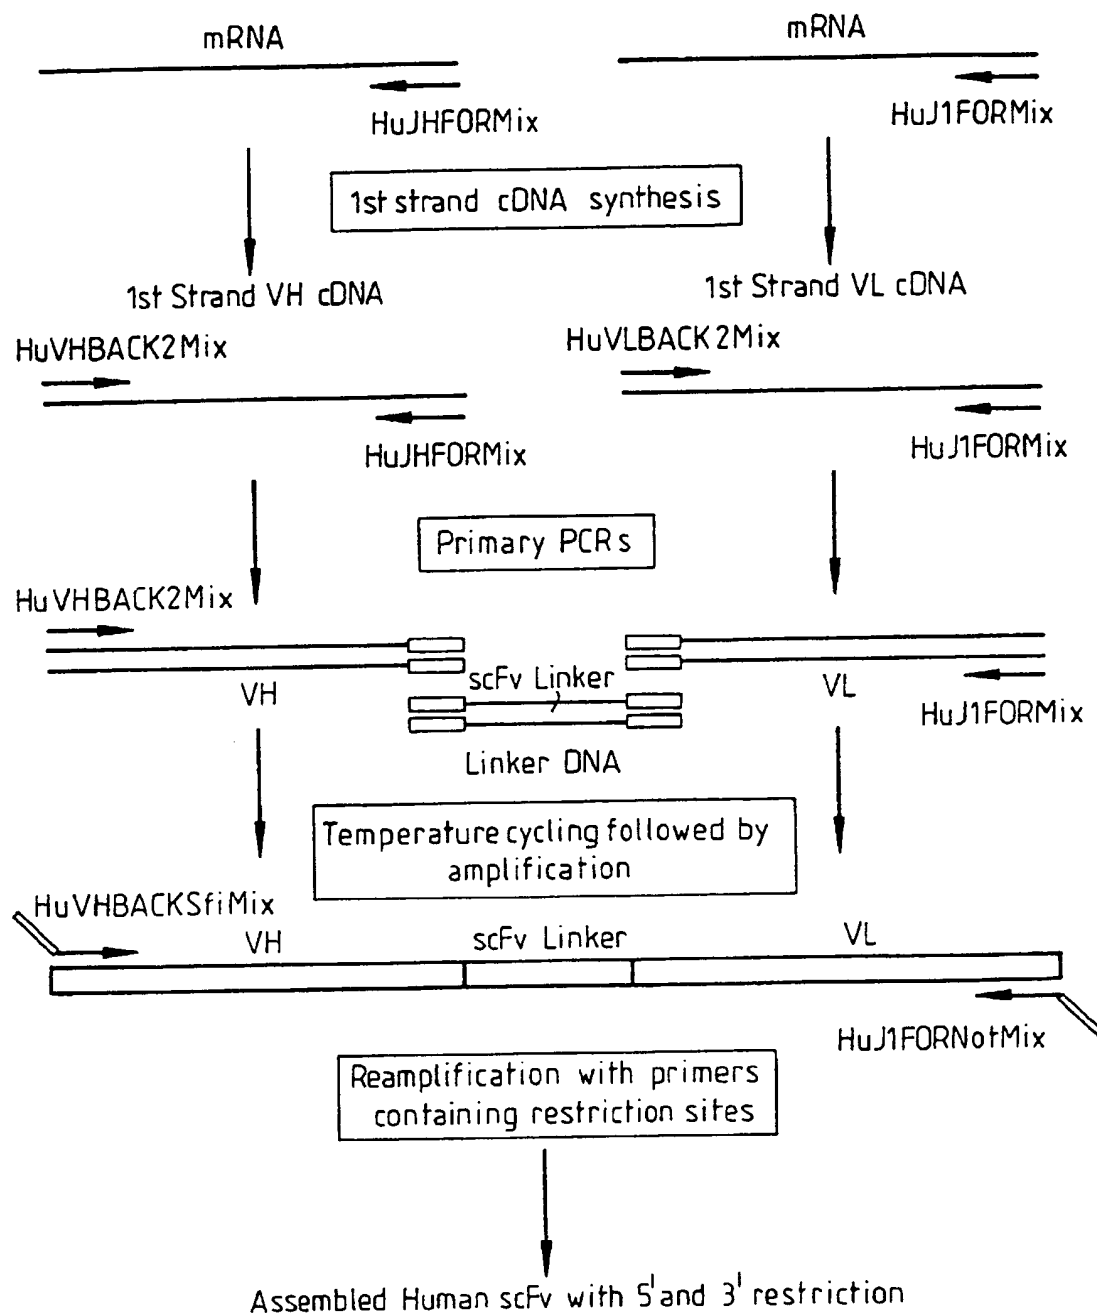 mRNA
mRNA
HuJHFORMix
HuJ1FORMix
1st strand cDNA synthesis
1st Strand VH cDNA
1st Strand VL cDNA
HuVHBACK2Mix
HuVLBACK2Mix
HuJHFORMix
HuJ1FORMix
Primary PCRs
HuVHBACK2Mix
VH
scFv Linker
VL
HuJ1FORMix
Linker DNA
Temperature cycling followed by
amplification
HuVHBACKSfiMix
VH
scFv Linker
VL
HuJ1FORNotMix
Reamplification with primers
containing restriction sites
Assembled Human scFv with 5' and 3' restriction